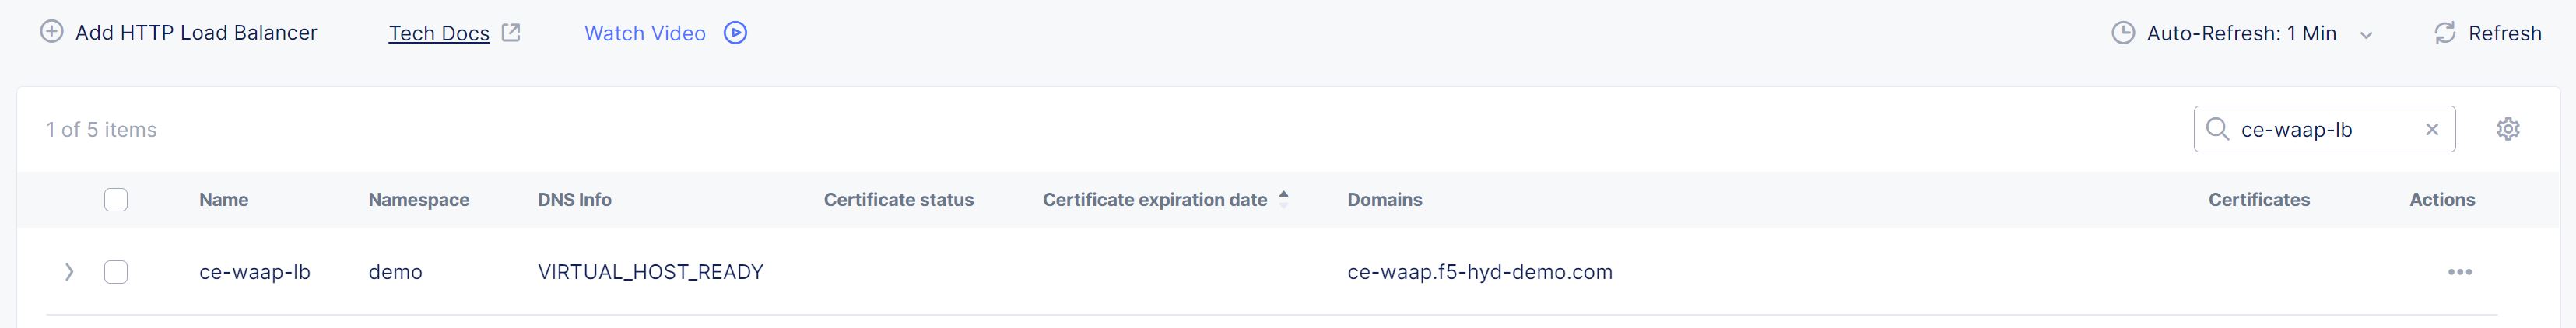 Add HTTP Load Balancer Tech Docs Watch Video Auto-Refresh: 1 Min Refresh
1 of 5 items ce-waap-lb
Name Namespace DNS Info Certificate status Certificate expiration date Domains Certificates Actions
ce-waap-lb demo VIRTUAL_HOST_READY ce-waap.f5-hyd-demo.com